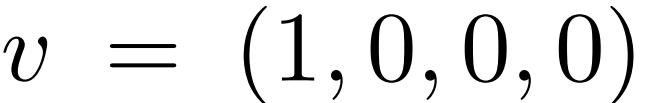 v = (1, 0, 0, 0)